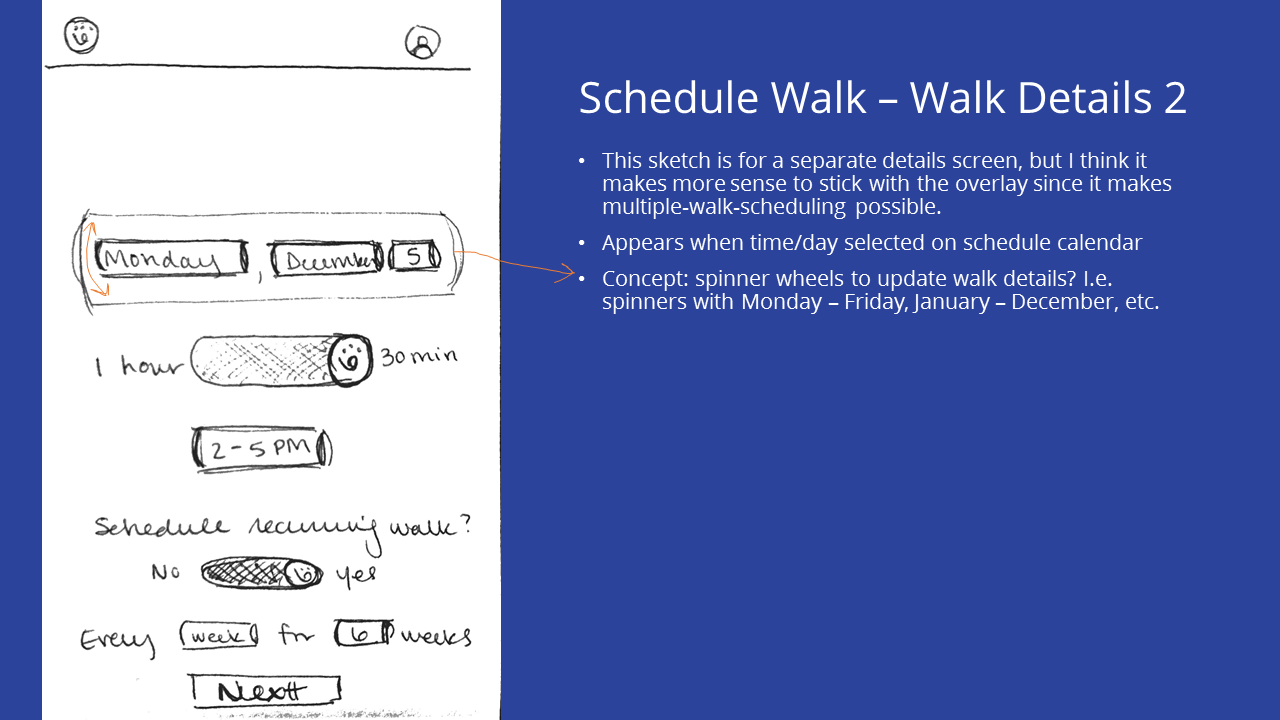 Schedule Walk – Walk Details 2
• This sketch is for a separate details screen, but I think it
makes more sense to stick with the overlay since it makes
multiple-walk-scheduling possible.
• Appears when time/day selected on schedule calendar
• Concept: spinner wheels to update walk details? I.e.
spinners with Monday – Friday, January – December, etc.
Monday, December 5
1 hour 30 min
2-5 PM
Schedule recurring walk?
No yes
Every week for 6 weeks
Next